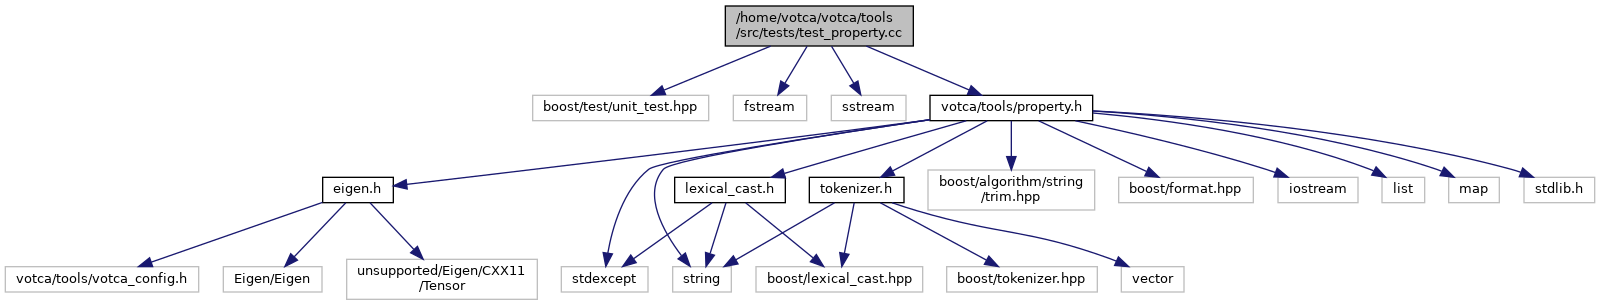 /home/votca/votca/tools
/src/tests/test_property.cc
boost/test/unit_test.hpp
fstream
sstream
votca/tools/property.h
eigen.h
lexical_cast.h
tokenizer.h
boost/algorithm/string
/trim.hpp
boost/format.hpp
iostream
list
map
stdlib.h
votca/tools/votca_config.h
Eigen/Eigen
unsupported/Eigen/CXX11
/Tensor
stdexcept
string
boost/lexical_cast.hpp
boost/tokenizer.hpp
vector